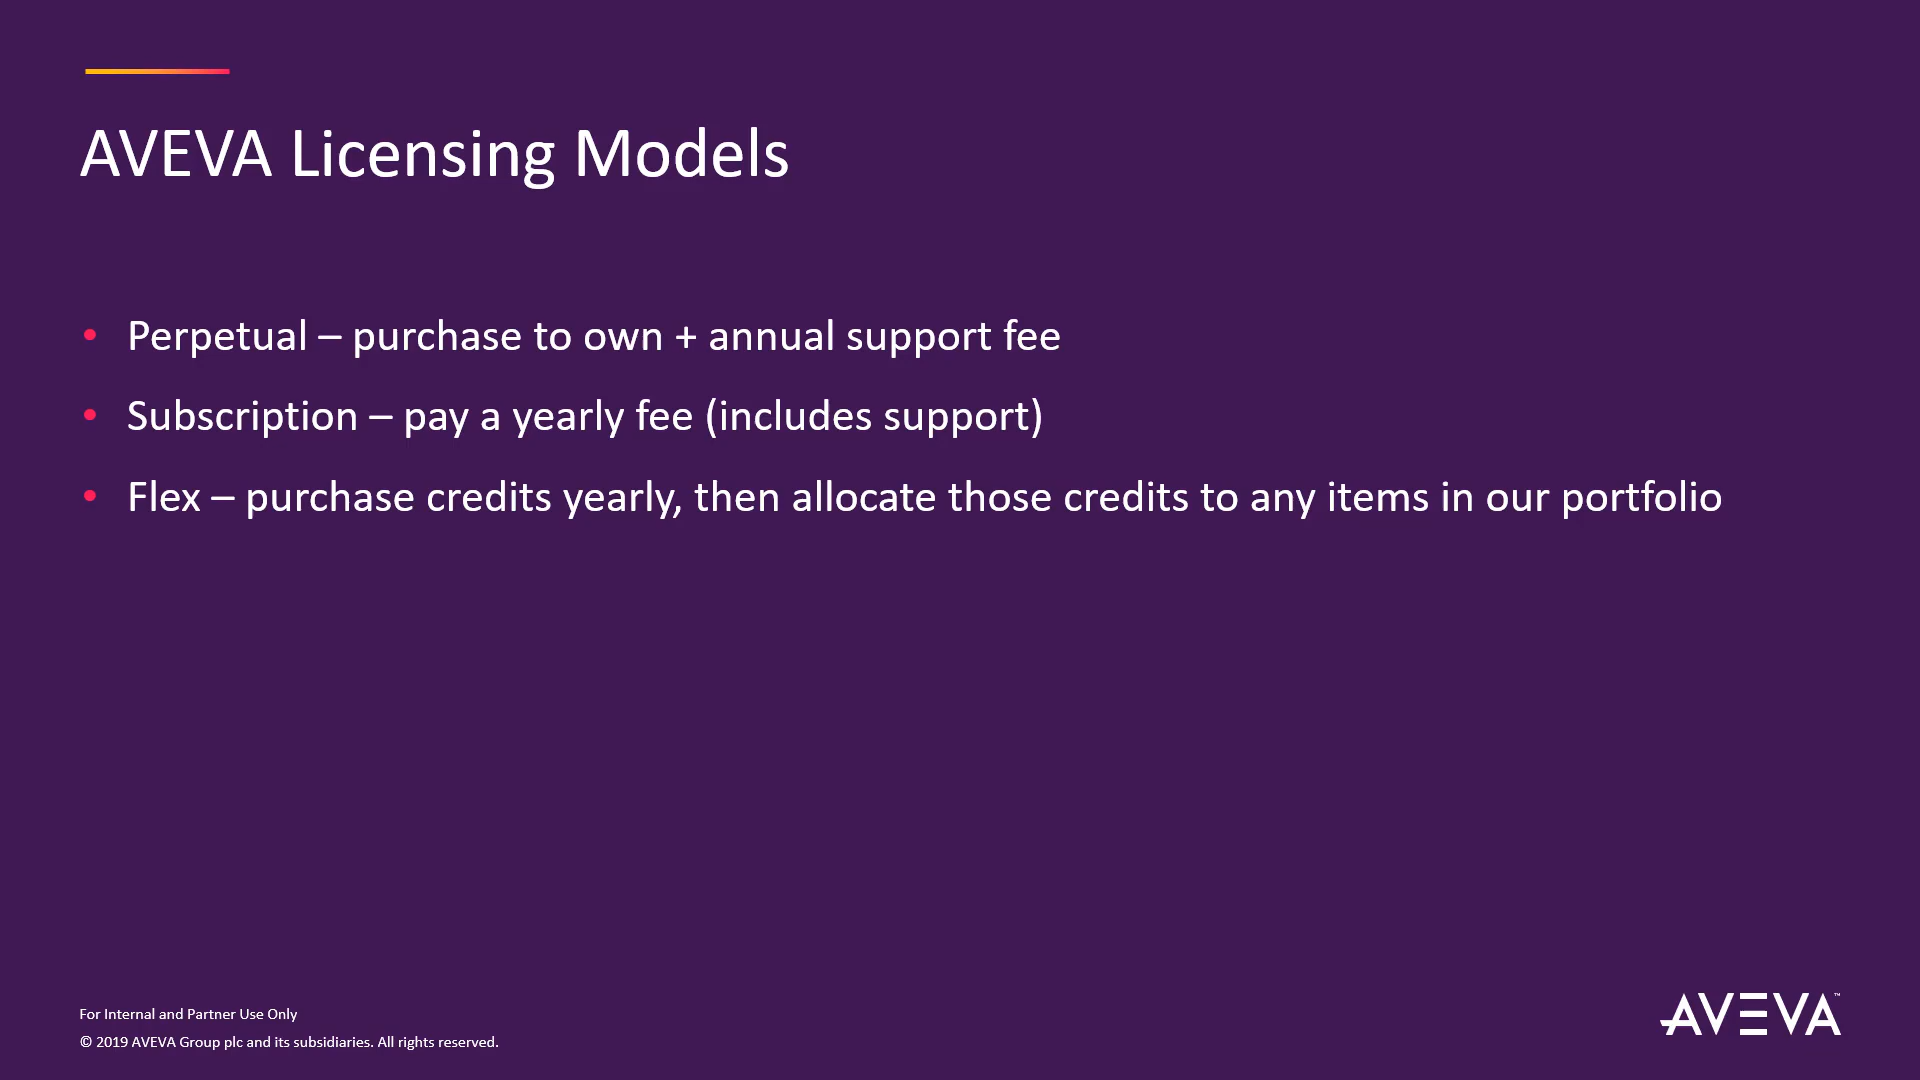 AVEVA Licensing Models
• Perpetual – purchase to own + annual support fee
• Subscription – pay a yearly fee (includes support)
• Flex – purchase credits yearly, then allocate those credits to any items in our portfolio
For Internal and Partner Use Only
© 2019 AVEVA Group plc and its subsidiaries. All rights reserved.
AVEVA™